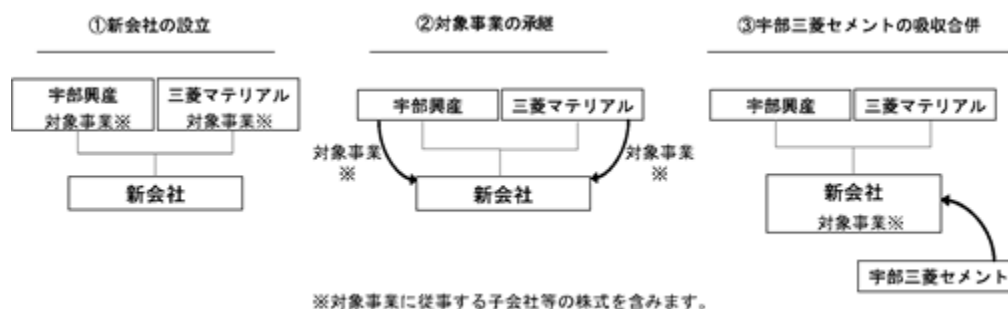 ①新会社の設立
宇部興産
対象事業※
三菱マテリアル
対象事業※
新会社
②対象事業の承継
宇部興産
三菱マテリアル
対象事業
※
対象事業
※
新会社
③宇部三菱セメントの吸収合併
宇部興産
三菱マテリアル
新会社
対象事業※
宇部三菱セメント
※対象事業に従事する子会社等の株式を含みます。